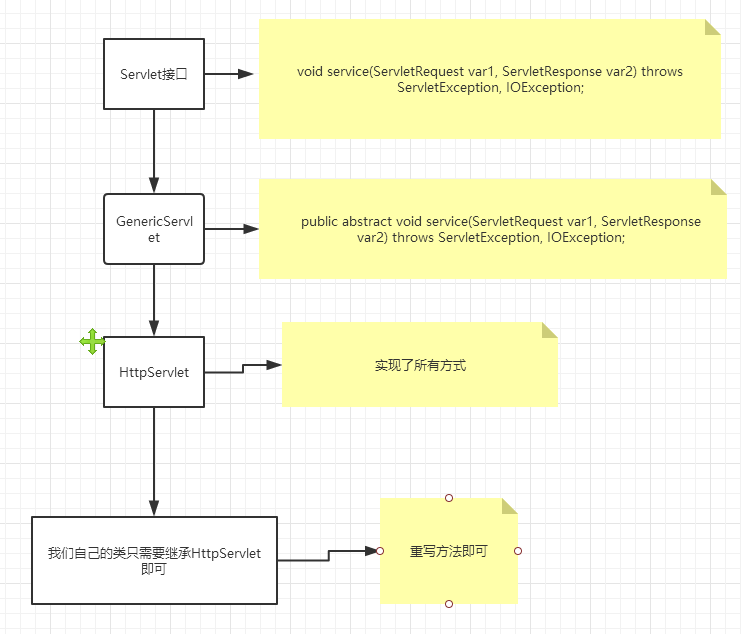 Servlet接口
void service(ServletRequest var1, ServletResponse var2) throws
ServletException, IOException;
GenericServl
et
public abstract void service(ServletRequest var1, ServletResponse
var2) throws ServletException, IOException;
HttpServlet
实现了所有方式
我们自己的类只需要继承HttpServlet
即可
重写方法即可